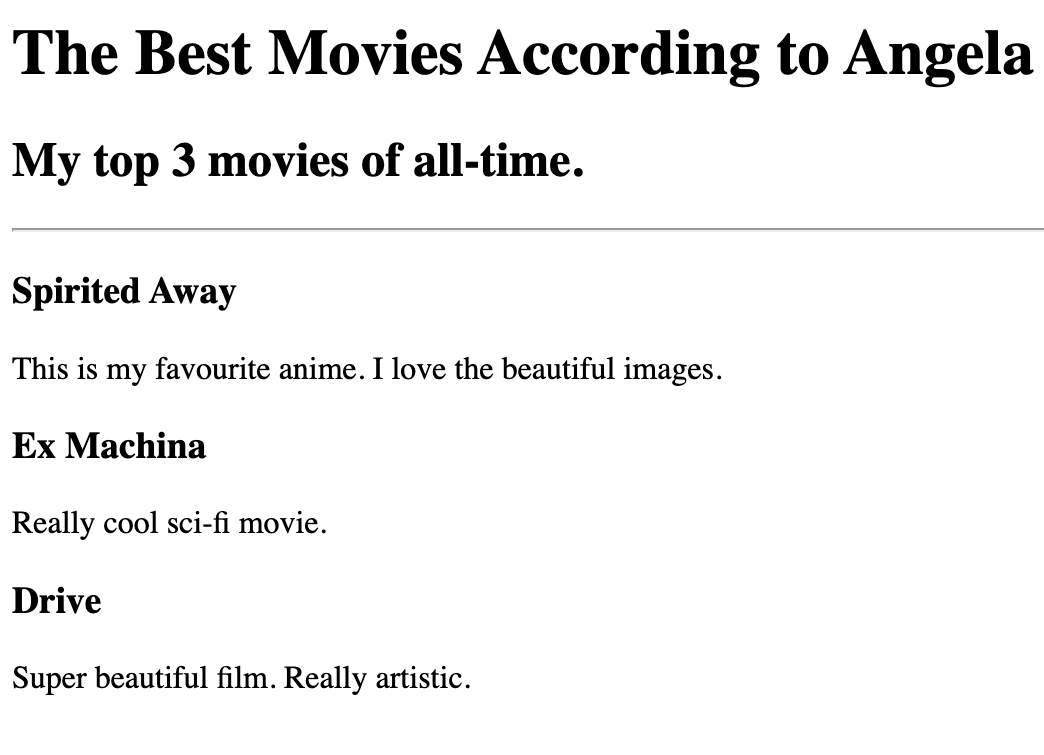 The Best Movies According to Angela
My top 3 movies of all-time.
Spirited Away
This is my favourite anime. I love the beautiful images.
Ex Machina
Really cool sci-fi movie.
Drive
Super beautiful film. Really artistic.